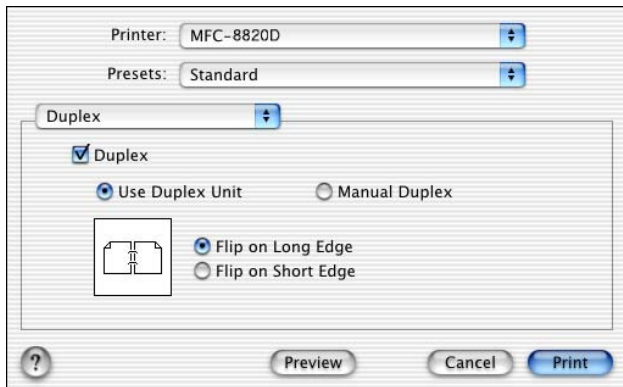 Printer: MFC-8820D
Presets: Standard
Duplex
Duplex
Use Duplex Unit Manual Duplex
Flip on Long Edge
Flip on Short Edge
? Preview Cancel Print